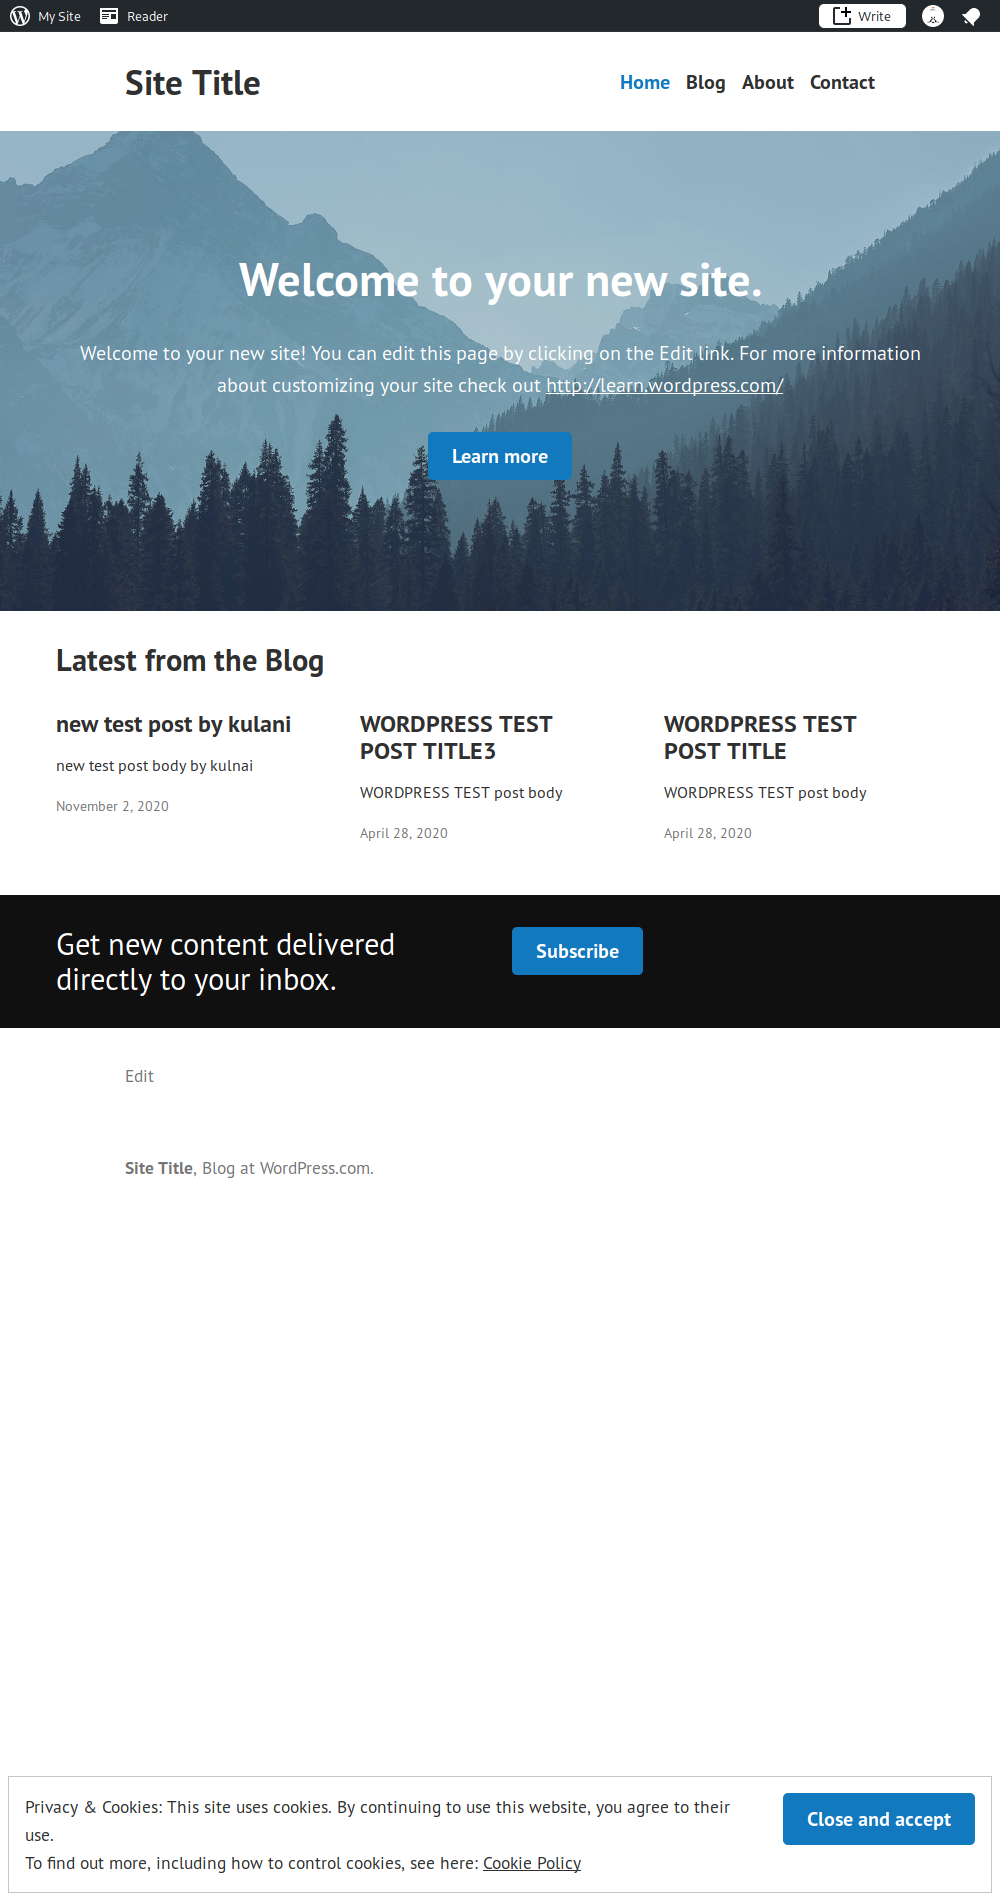 My Site Reader Write
Site Title
Home Blog About Contact
Welcome to your new site.
Welcome to your new site! You can edit this page by clicking on the Edit link. For more information
about customizing your site check out http://learn.wordpress.com/
Learn more
Latest from the Blog
new test post by kulani
new test post body by kulnai
November 2, 2020
WORDPRESS TEST
POST TITLE3
WORDPRESS TEST post body
April 28, 2020
WORDPRESS TEST
POST TITLE
WORDPRESS TEST post body
April 28, 2020
Get new content delivered
directly to your inbox.
Subscribe
Edit
Site Title, Blog at WordPress.com.
Privacy & Cookies: This site uses cookies. By continuing to use this website, you agree to their
use.
To find out more, including how to control cookies, see here: Cookie Policy
Close and accept